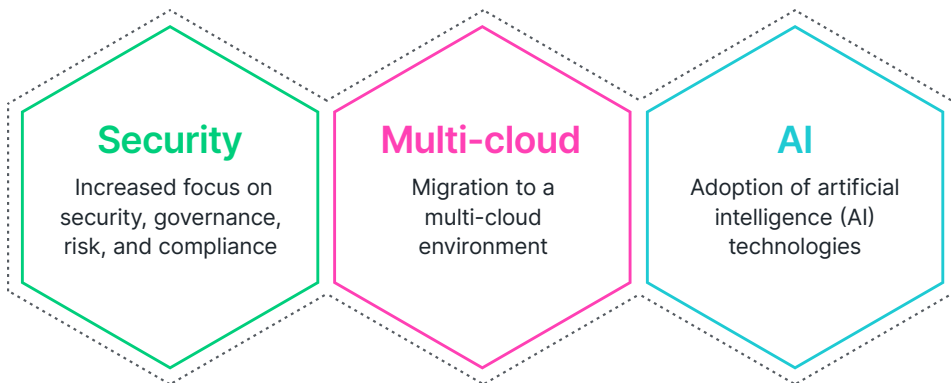 Security
Increased focus on
security, governance,
risk, and compliance
Multi-cloud
Migration to a
multi-cloud
environment
AI
Adoption of artificial
intelligence (AI)
technologies